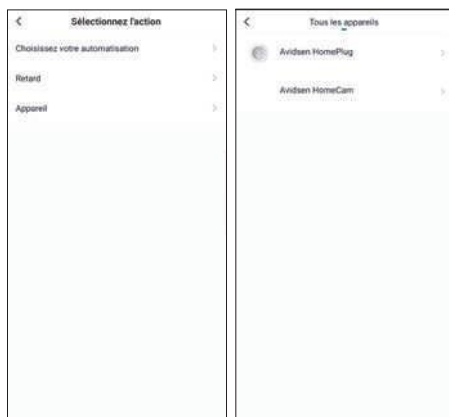 Sélectionnez l'action
Choisissez votre automatisation
Retard
Appareil
Tous les appareils
Avidsen HomePlug
Avidsen HomeCam